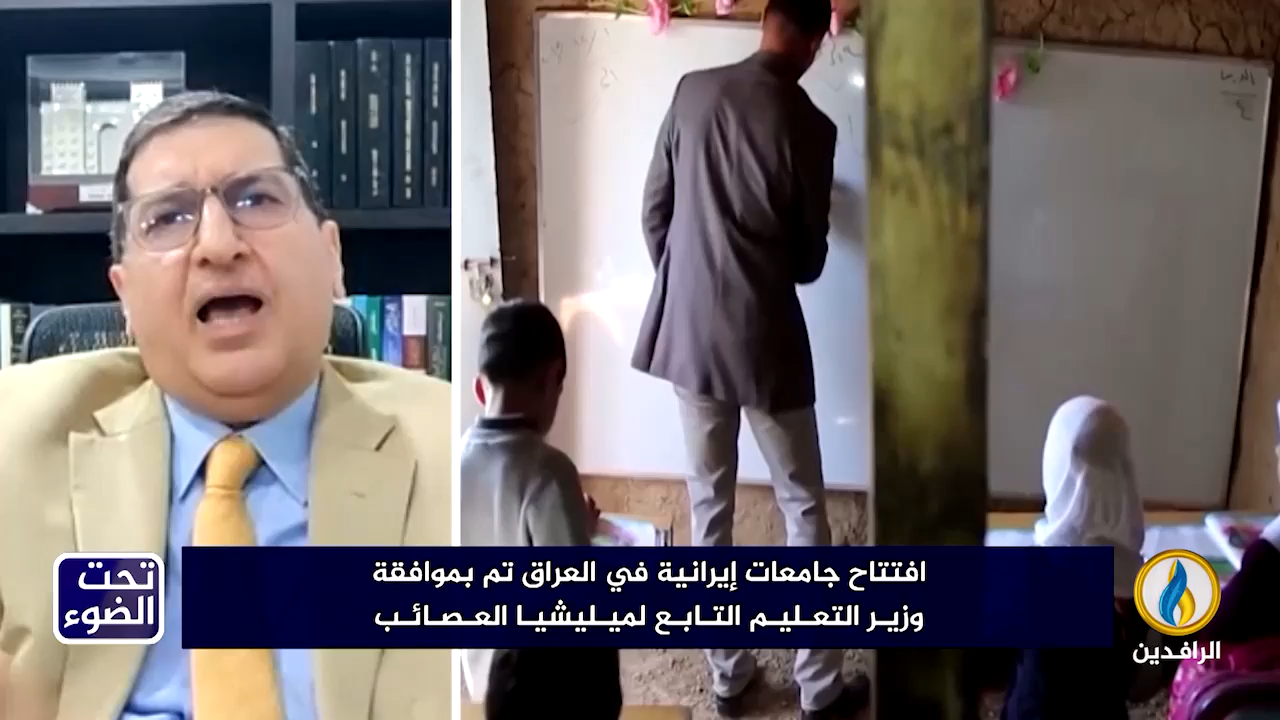 افتتاح جامعات إيرانية في العراق تم بموافقة
وزير التعليم التابع لميليشيا العصائب
تحت
الضوء
الرافدين